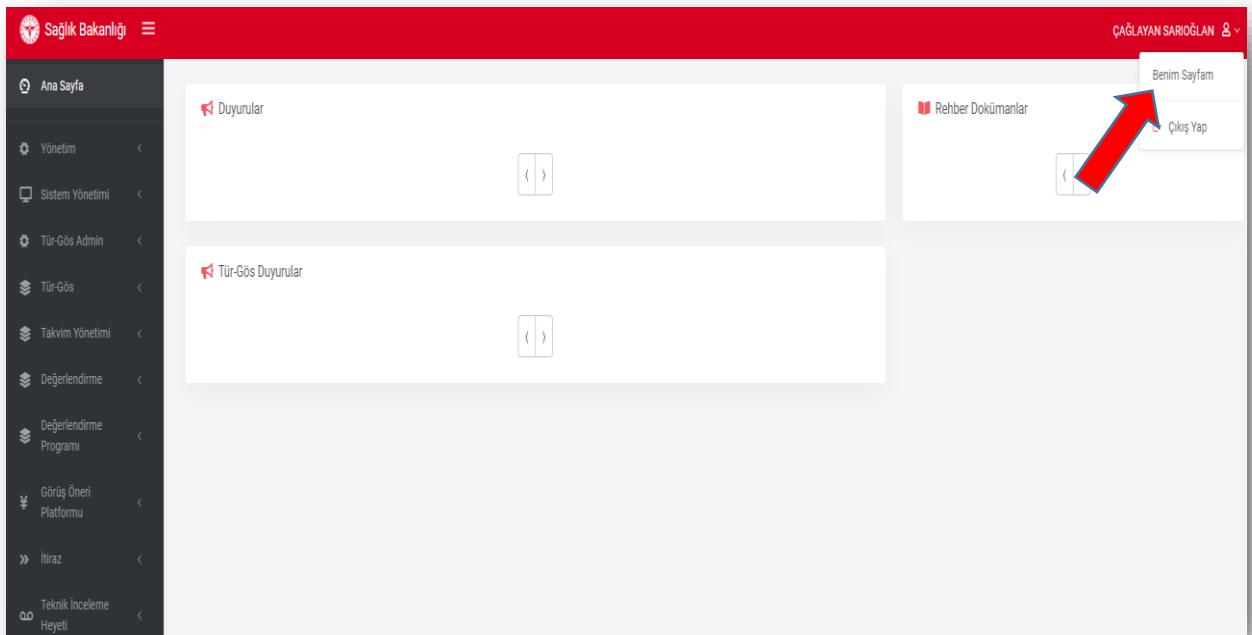 Sağlık Bakanlığı
ÇAĞLAYAN SARIOĞLAN
Benim Sayfam
Çıkış Yap
Ana Sayfa
Yönetim
Sistem Yönetimi
Tür-Gös Admin
Tür-Gös
Takvim Yönetimi
Değerlendirme
Değerlendirme
Programı
Görüş Öneri
Platformu
İtiraz
Teknik İnceleme
Heyeti
Duyurular
Rehber Dokümanlar
Tür-Gös Duyurular